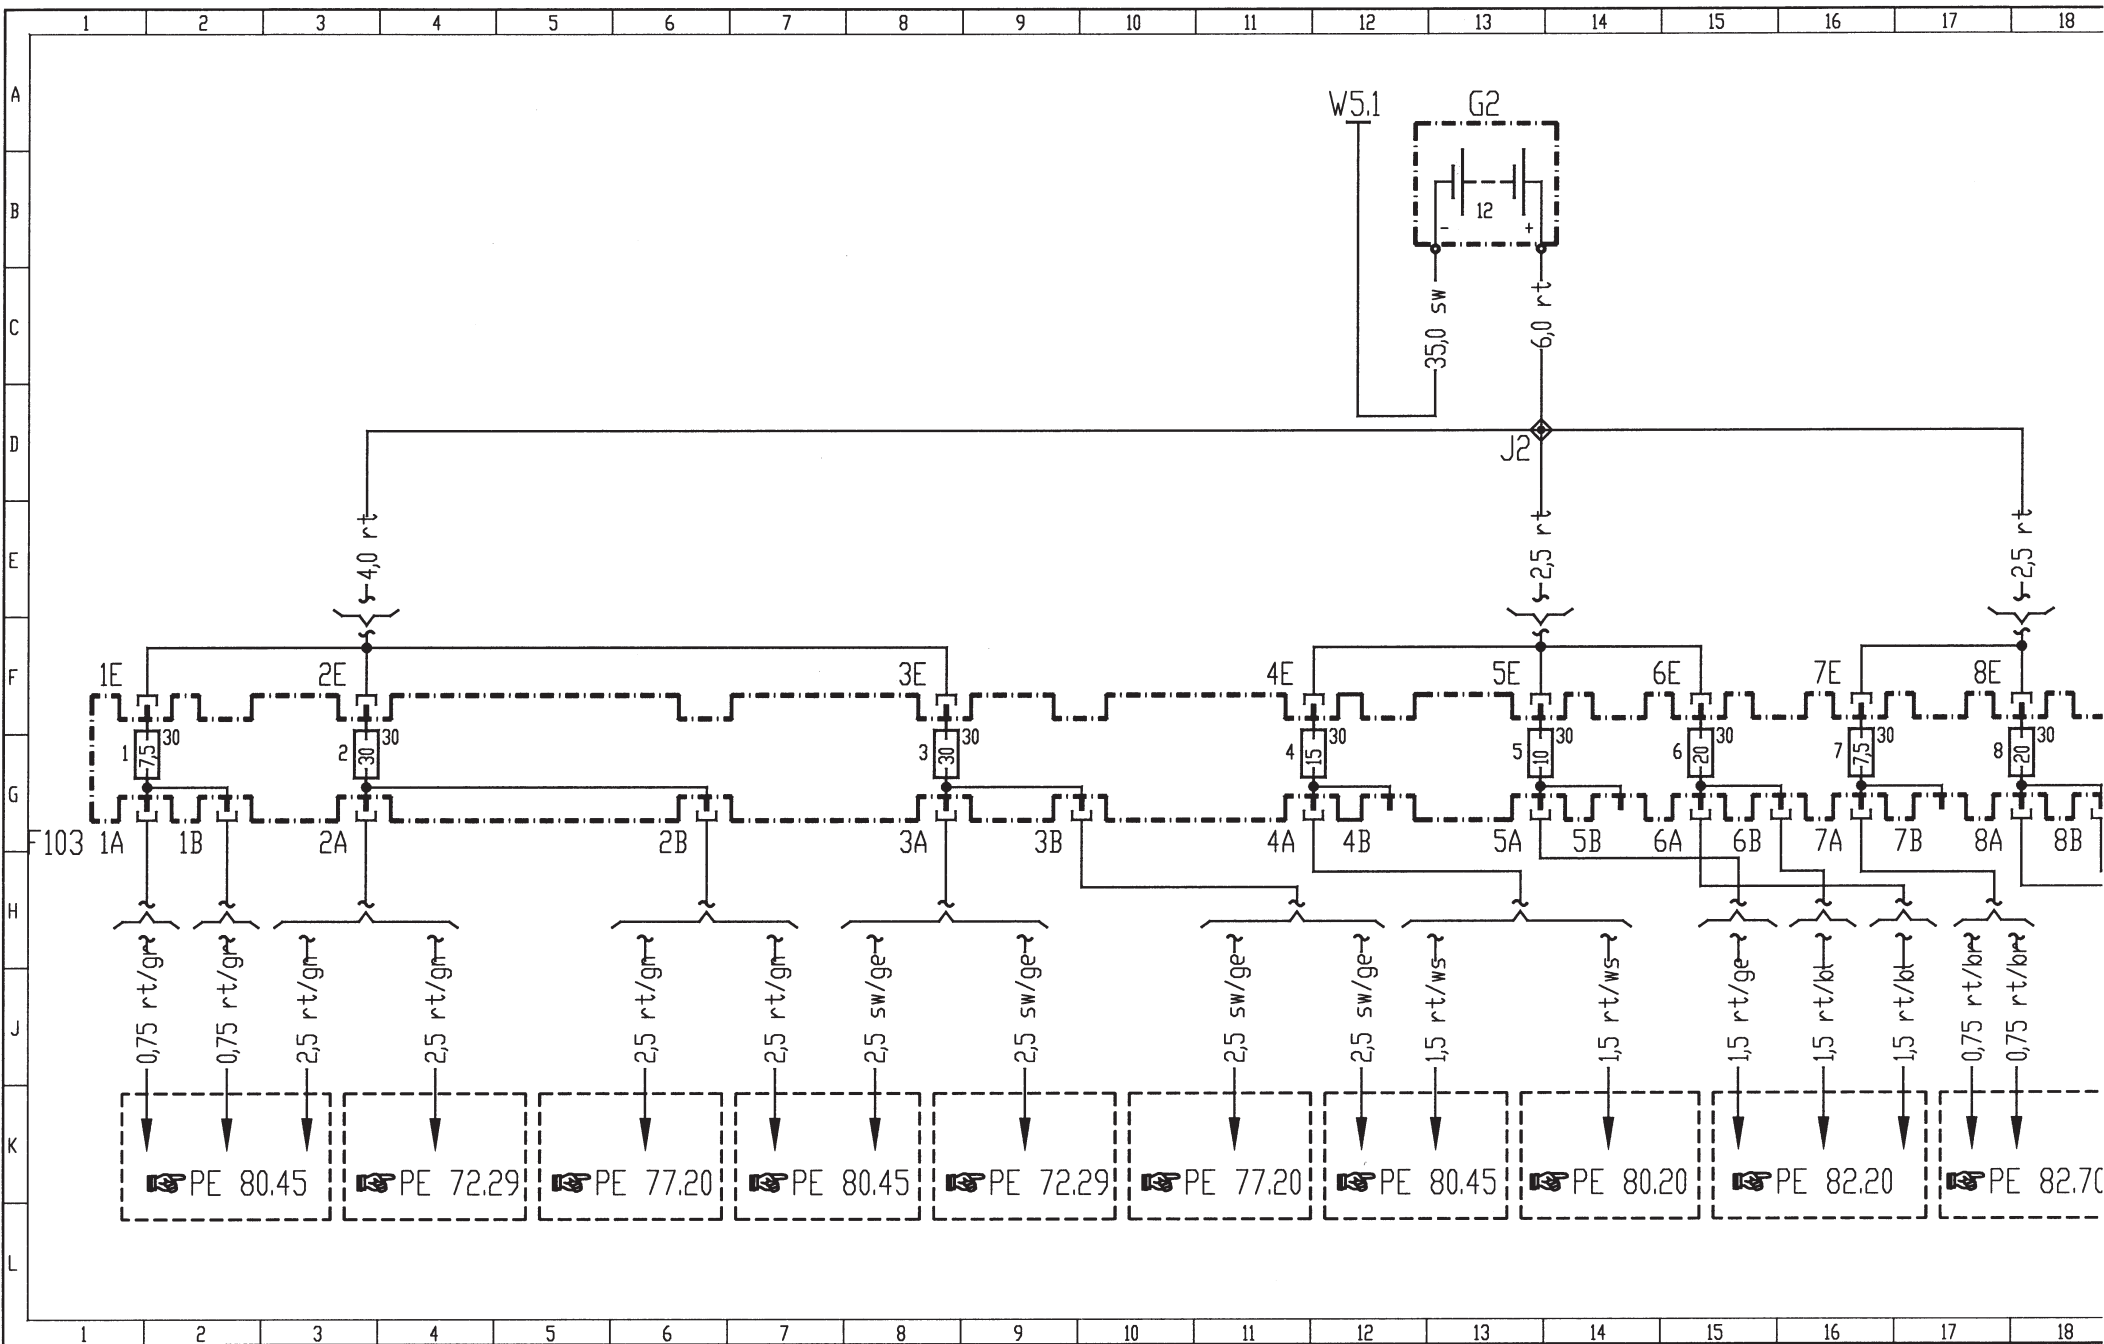 1 2 3 4 5 6 7 8 9 10 11 12 13 14 15 16 17 18
A
W5.1 G2
B
12
- +
C
35,0 sw 6,0 rt
D
J2
E
4,0 rt 2,5 rt 2,5 rt
F
1E 2E 3E 4E 5E 6E 7E 8E
1 7,5 30 2 30 30 3 30 30 4 15 30 5 10 30 6 20 30 7 7,5 30 8 20 30
G
F103 1A 1B 2A 2B 3A 3B 4A 4B 5A 5B 6A 6B 7A 7B 8A 8B
H
0,75 rt/gr 0,75 rt/gr 2,5 rt/gn 2,5 rt/gn 2,5 rt/gn 2,5 rt/gn 2,5 sw/ge 2,5 sw/ge 2,5 sw/ge 2,5 sw/ge 1,5 rt/ws 1,5 rt/ws 1,5 rt/ge 1,5 rt/bl 1,5 rt/bl 0,75 rt/br 0,75 rt/br
J
K
PE 80.45 PE 72.29 PE 77.20 PE 80.45 PE 72.29 PE 77.20 PE 80.45 PE 80.20 PE 82.20 PE 82.70
L
1 2 3 4 5 6 7 8 9 10 11 12 13 14 15 16 17 18